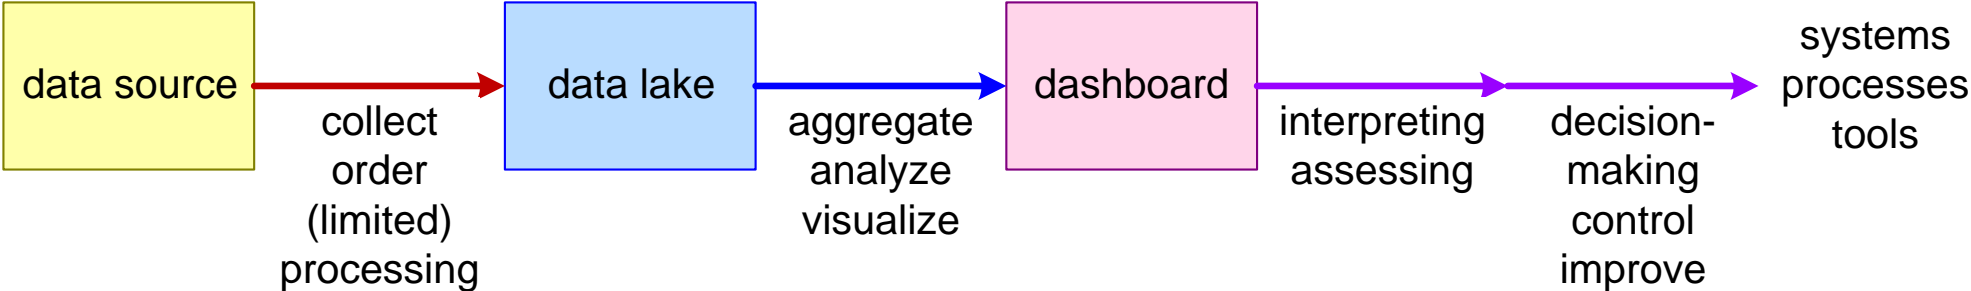 data source
collect
order
(limited)
processing
data lake
aggregate
analyze
visualize
dashboard
interpreting
assessing
decision-
making
control
improve
systems
processes
tools